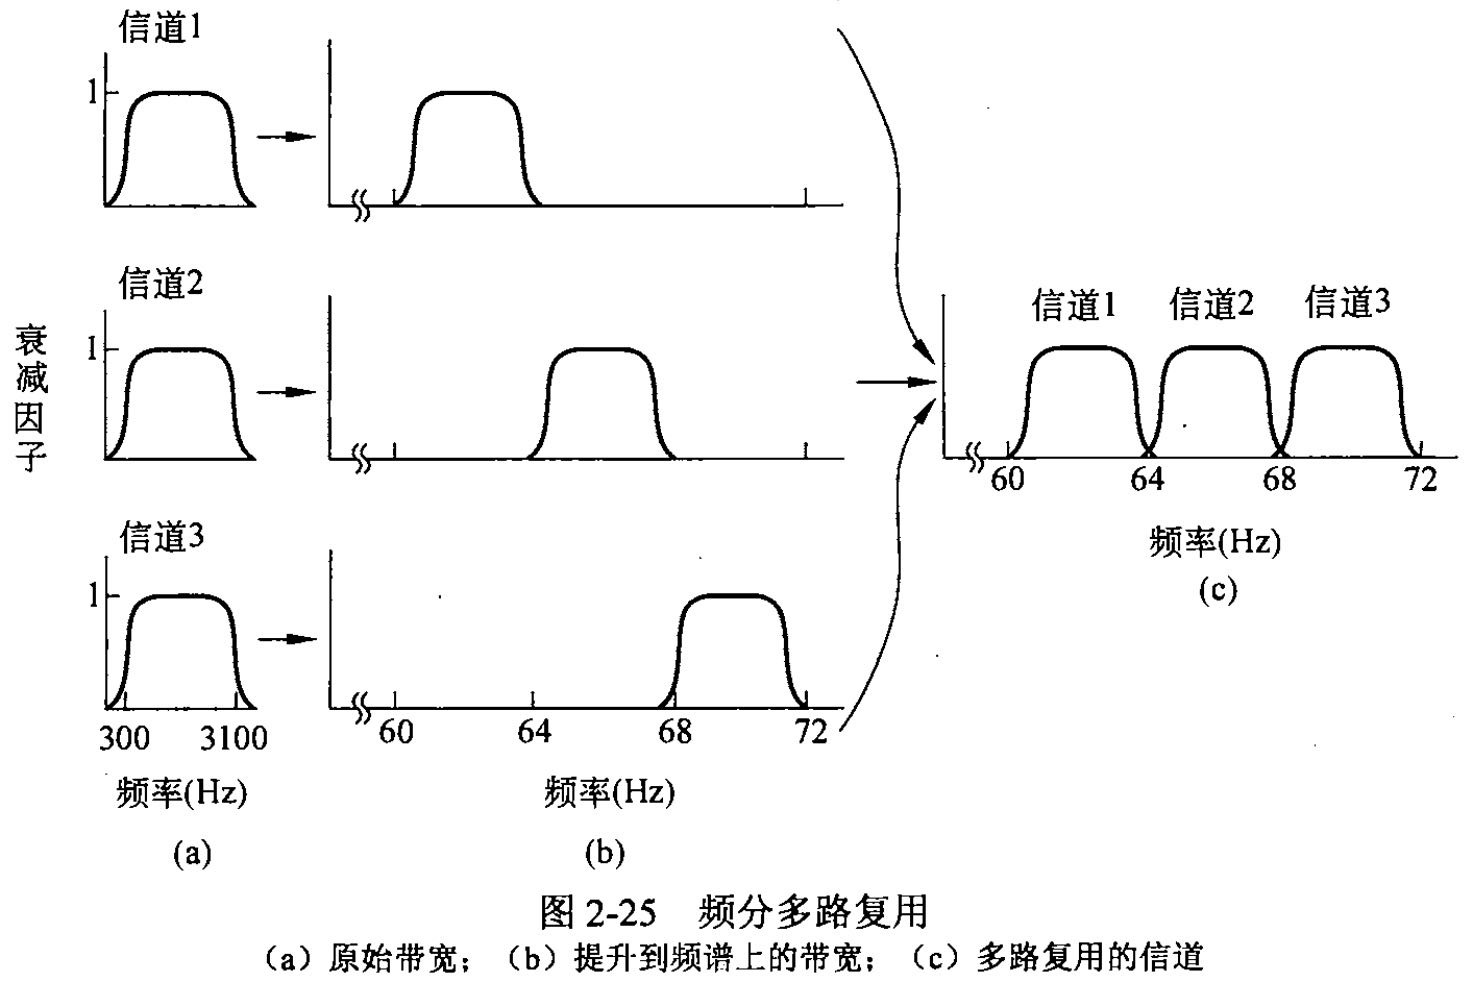 信道1
1
信道2
1
衰减因子
信道3
1
300 3100
频率(Hz)
(a)
60 64 68 72
频率(Hz)
(b)
信道1 信道2 信道3
60 64 68 72
频率(Hz)
(c)
图 2-25 频分多路复用
（a）原始带宽；（b）提升到频谱上的带宽；（c）多路复用的信道